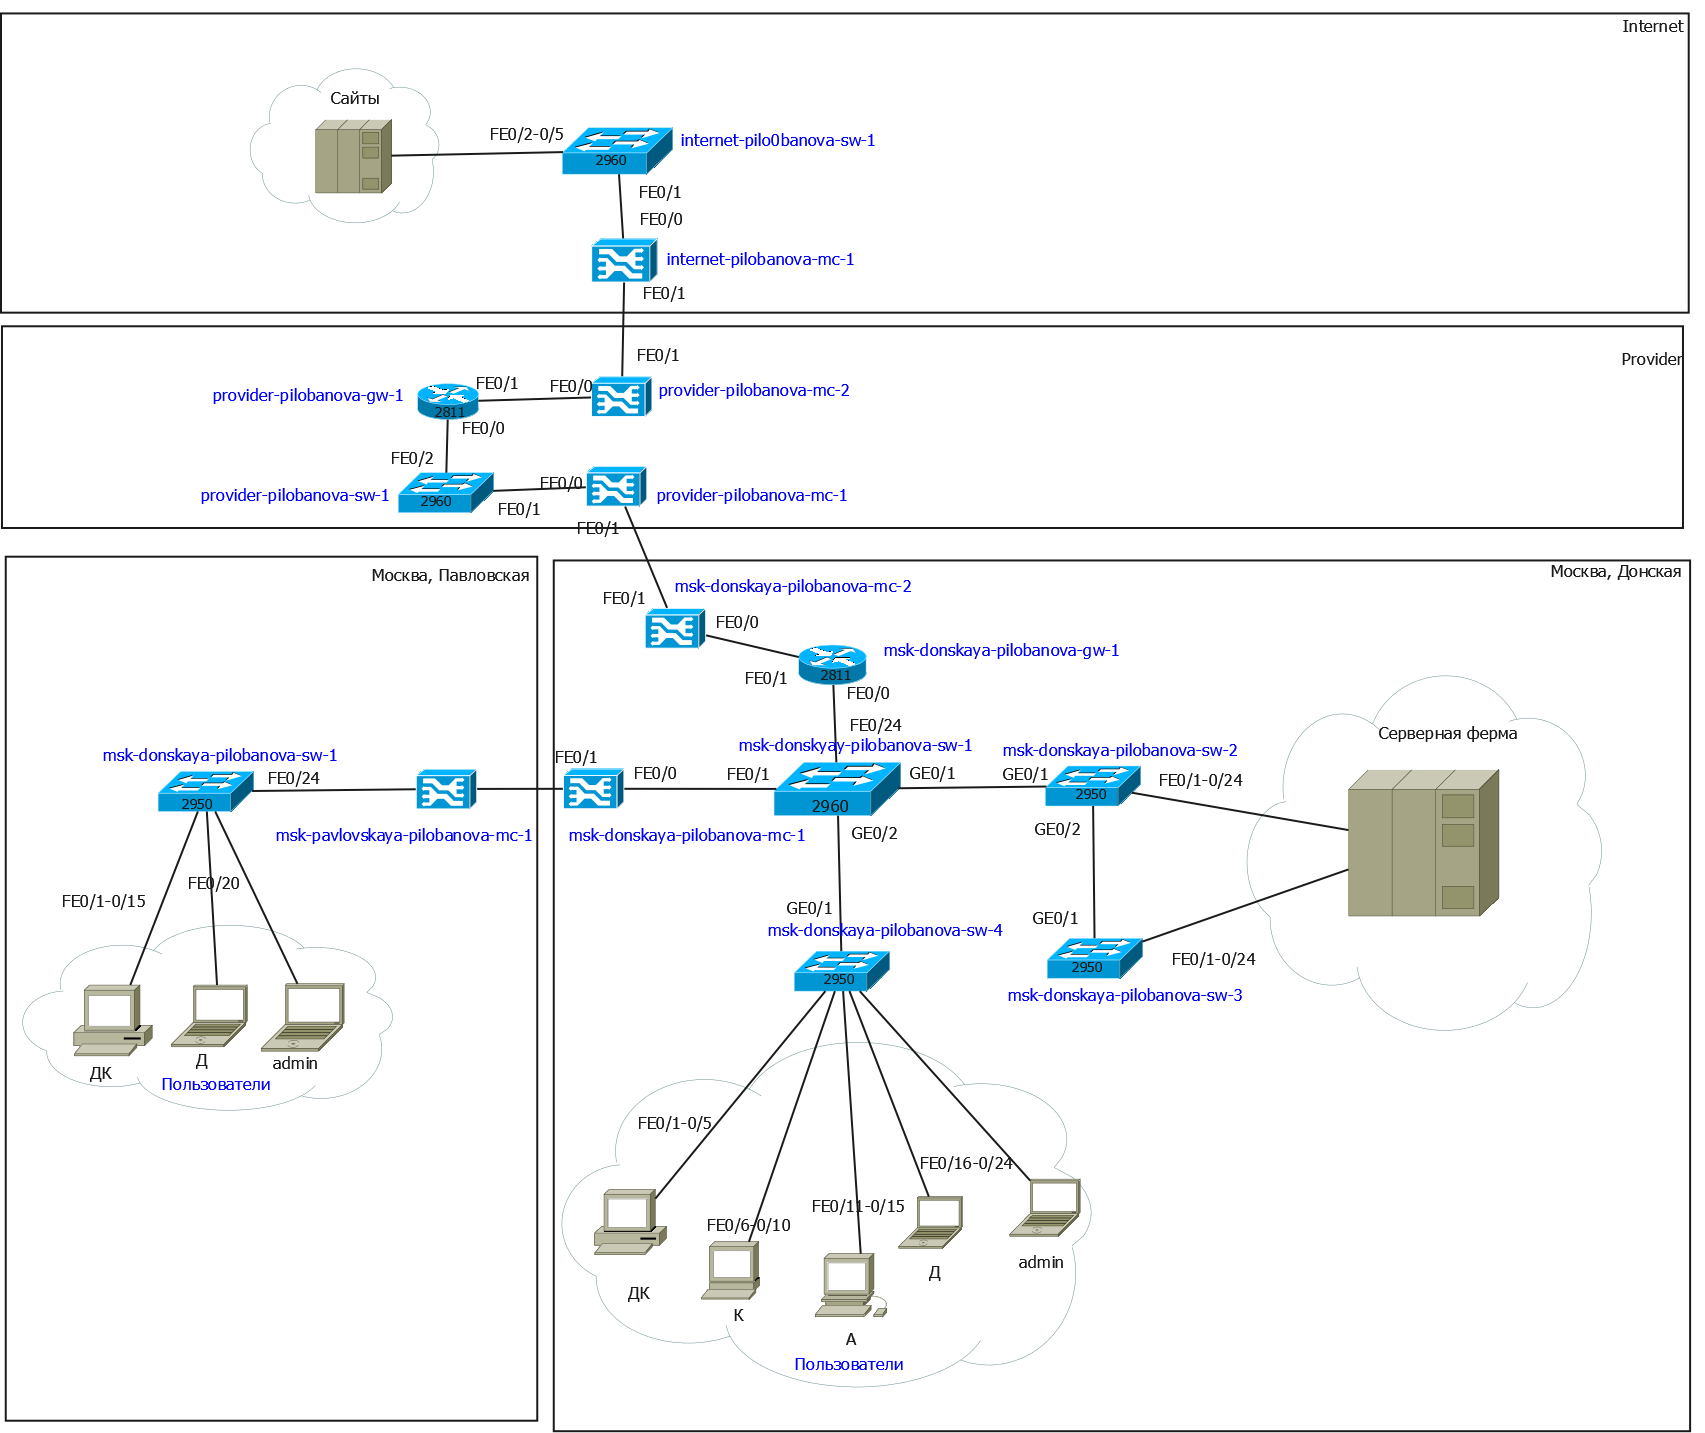 Internet
Сайты
FE0/2-0/5
internet-pilo0banova-sw-1
2960
FE0/1
FE0/0
internet-pilobanova-mc-1
FE0/1
Provider
FE0/1
provider-pilobanova-gw-1
FE0/1
FE0/0
provider-pilobanova-mc-2
2811
FE0/0
FE0/2
provider-pilobanova-sw-1
2960
FE0/0
provider-pilobanova-mc-1
FE0/1
FE0/1
Москва, Павловская
msk-donskaya-pilobanova-sw-1
FE0/24
2950
msk-pavlovskaya-pilobanova-mc-1
FE0/1-0/15
FE0/20
ДК
Д
admin
Пользователи
Москва, Донская
msk-donskaya-pilobanova-mc-2
FE0/1
FE0/0
msk-donskaya-pilobanova-gw-1
FE0/1
2811
FE0/0
FE0/24
msk-donskyay-pilobanova-sw-1
FE0/1
FE0/0
FE0/1
2960
GE0/1
msk-donskaya-pilobanova-mc-1
GE0/2
msk-donskaya-pilobanova-sw-2
GE0/1
2950
FE0/1-0/24
GE0/2
Серверная ферма
GE0/1
2950
FE0/1-0/24
msk-donskaya-pilobanova-sw-3
GE0/1
msk-donskaya-pilobanova-sw-4
2950
FE0/1-0/5
FE0/6-0/10
FE0/11-0/15
FE0/16-0/24
ДК
К
А
Д
admin
Пользователи